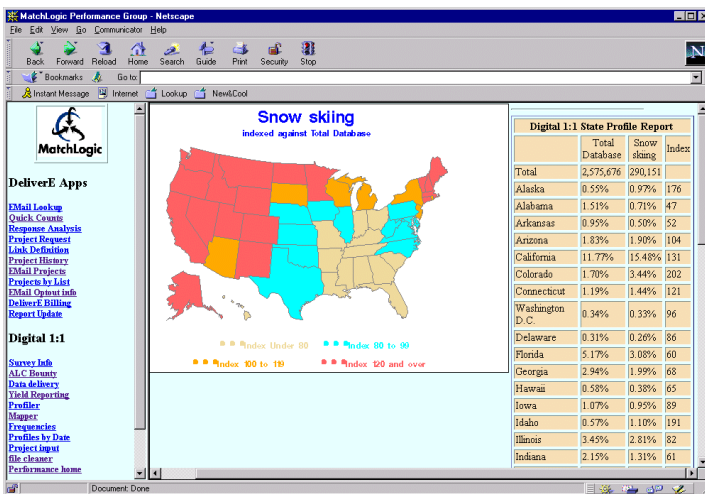 MatchLogic Performance Group - Netscape
File Edit View Go Communicator Help
Back Forward Reload Home Search Guide Print Security Stop
N
Bookmarks Go to:
Instant Message Internet Lookup New&Cool
MatchLogic
DeliverE Apps
EMail Lookup
Quick Counts
Response Analysis
Project Request
Link Definition
Project History
EMail Projects
Projects by List
EMail Optout info
DeliverE Billing
Report Update
Digital 1:1
Survey Info
ALC Bounty
Data delivery
Yield Reporting
Profiler
Mapper
Frequencies
Profiles by Date
Project input
file cleaner
Performance home
Snow skiing
indexed against Total Database
Index Under 80 Index 80 to 99
Index 100 to 119 Index 120 and over
Digital 1:1 State Profile Report
Total Database Snow skiing Index
Total 2,575,676 290,151
Alaska 0.55% 0.97% 176
Alabama 1.51% 0.71% 47
Arkansas 0.95% 0.50% 52
Arizona 1.83% 1.90% 104
California 11.77% 15.48% 131
Colorado 1.70% 3.44% 202
Connecticut 1.19% 1.44% 121
Washington D.C. 0.34% 0.33% 96
Delaware 0.31% 0.26% 86
Florida 5.17% 3.08% 60
Georgia 2.94% 1.99% 68
Hawaii 0.58% 0.38% 65
Iowa 1.07% 0.95% 89
Idaho 0.57% 1.10% 191
Illinois 3.45% 2.81% 82
Indiana 2.15% 1.31% 61
Document: Done